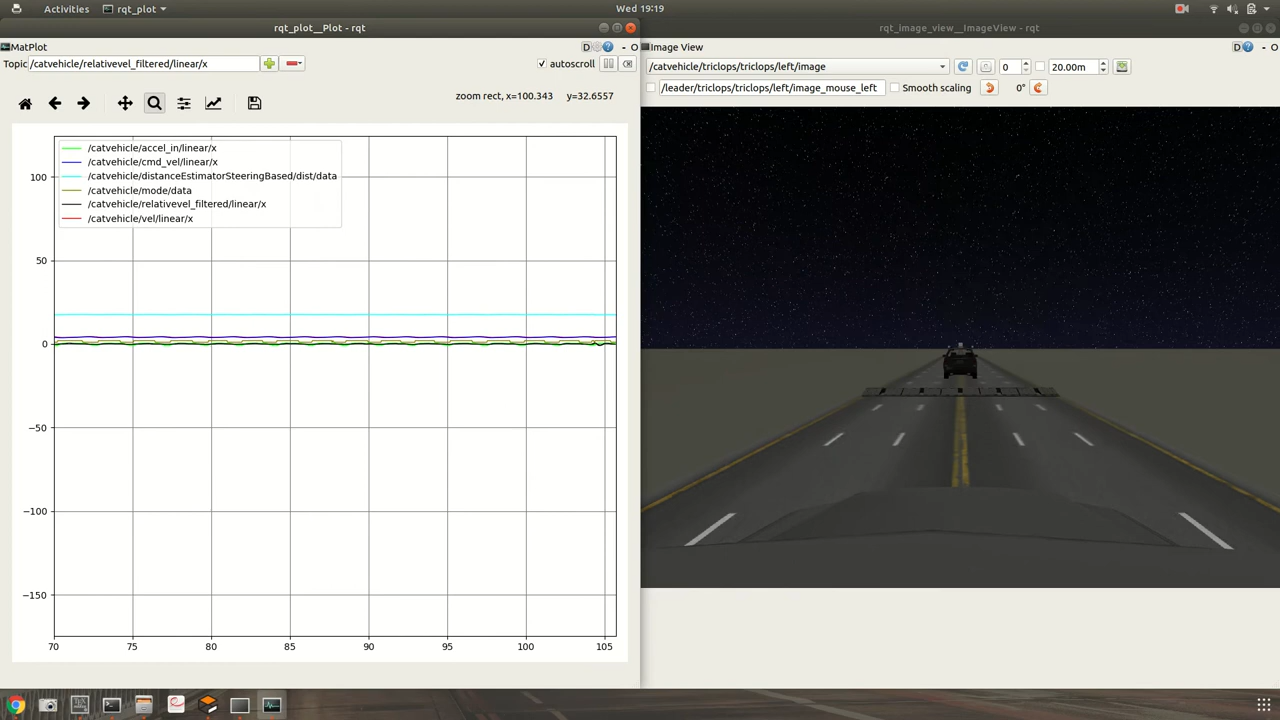 Activities
rqt_plot
Wed 19:19
rqt_plot__Plot - rqt
rqt_image_view__ImageView - rqt
MatPlot
D
- O
Image View
D
- O
Topic
/catvehicle/relativevel_filtered/linear/x
autoscroll
/catvehicle/triclops/triclops/left/image
0
20.00m
/leader/triclops/triclops/left/image_mouse_left
Smooth scaling
0°
zoom rect, x=100.343 y=32.6557
/catvehicle/accel_in/linear/x
/catvehicle/cmd_vel/linear/x
/catvehicle/distanceEstimatorSteeringBased/dist/data
/catvehicle/mode/data
/catvehicle/relativevel_filtered/linear/x
/catvehicle/vel/linear/x
100
50
0
−50
−100
−150
70
75
80
85
90
95
100
105